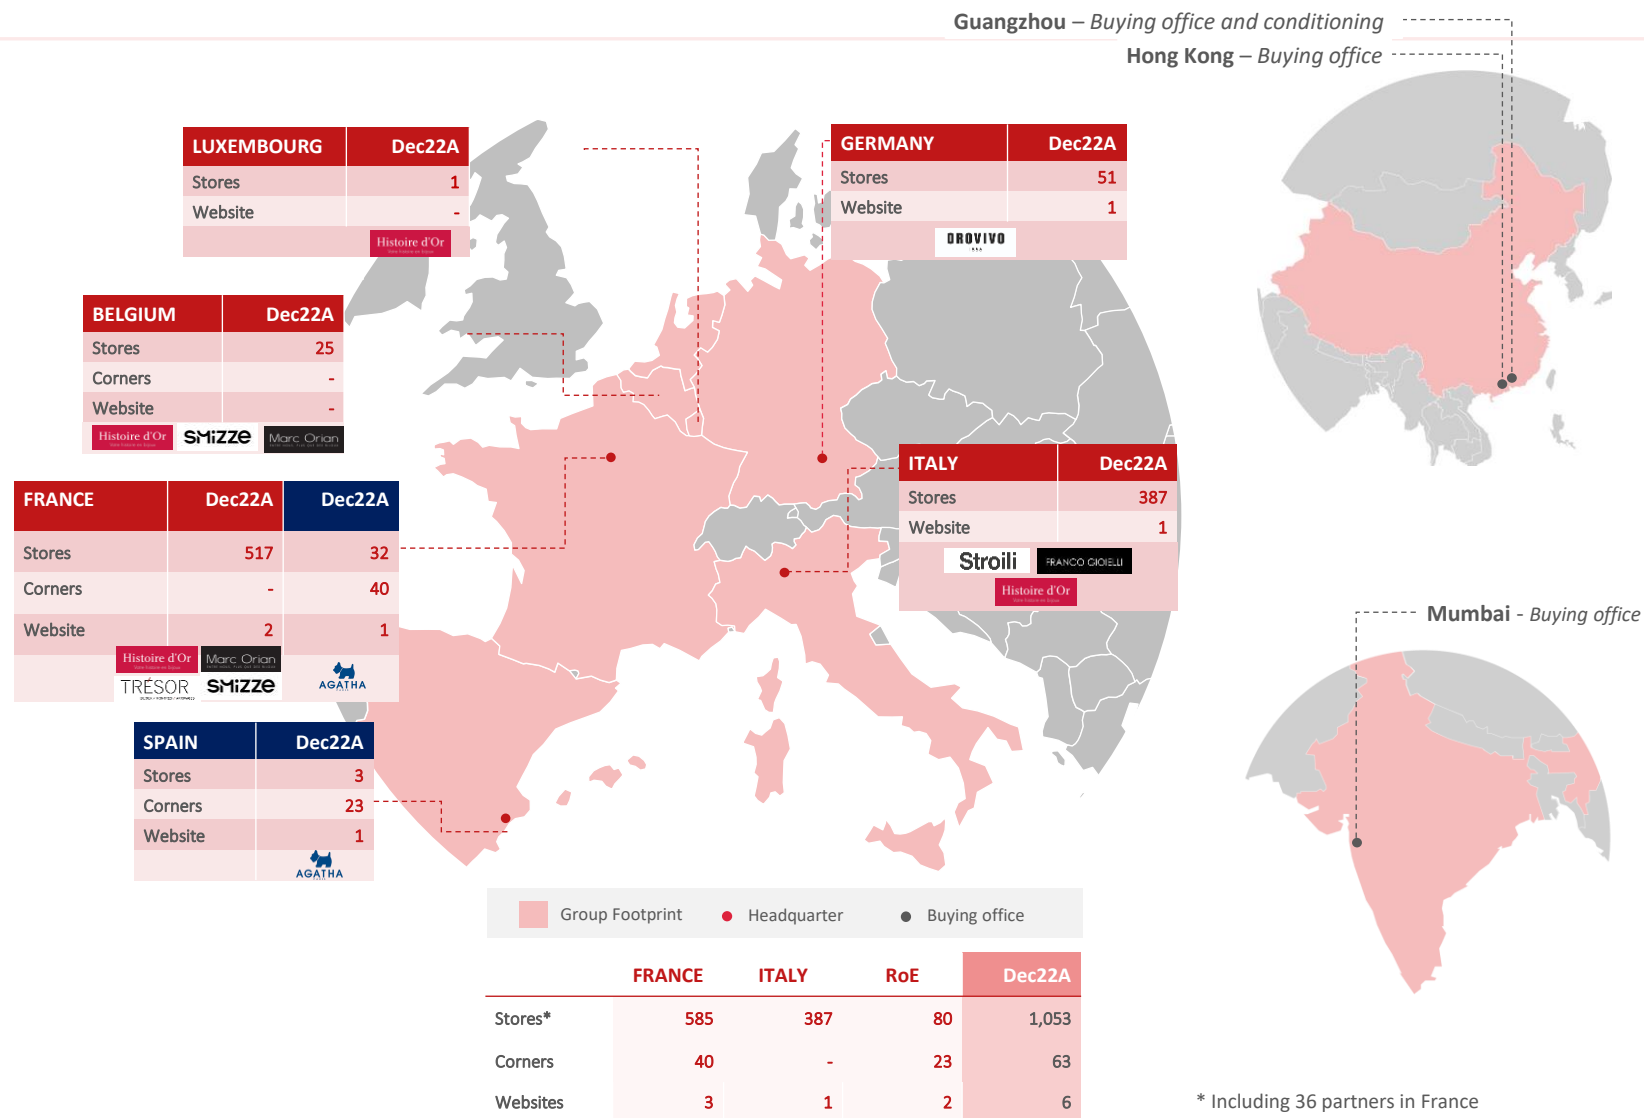 Guangzhou – Buying office and conditioning
Hong Kong – Buying office
LUXEMBOURG Dec22A
Stores 1
Website -
Histoire d'Or
GERMANY Dec22A
Stores 51
Website 1
OROVIVO
BELGIUM Dec22A
Stores 25
Corners -
Website -
Histoire d'Or SMIZZE Marc Orian
ITALY Dec22A
Stores 387
Website 1
Stroili FRANCO GIOIELLI
Histoire d'Or
FRANCE Dec22A Dec22A
Stores 517 32
Corners - 40
Website 2 1
Histoire d'Or Marc Orian
TRÉSOR SMIZZE AGATHA
Mumbai - Buying office
SPAIN Dec22A
Stores 3
Corners 23
Website 1
AGATHA
Group Footprint Headquarter Buying office
FRANCE ITALY RoE Dec22A
Stores* 585 387 80 1,053
Corners 40 - 23 63
Websites 3 1 2 6
* Including 36 partners in France